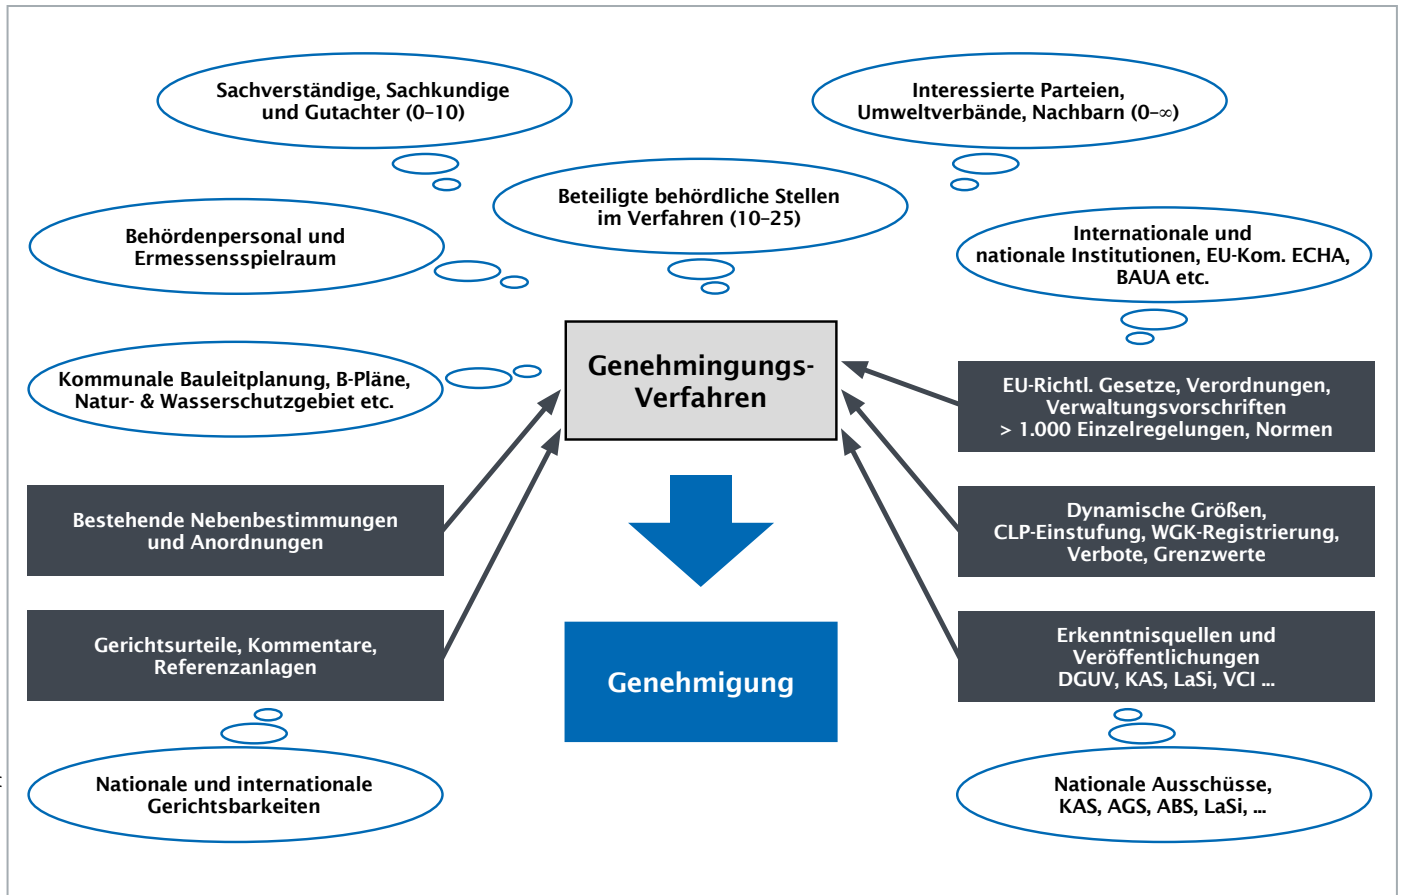 Sachverständige, Sachkundige
und Gutachter (0–10)
Interessierte Parteien,
Umweltverbände, Nachbarn (0–∞)
Beteiligte behördliche Stellen
im Verfahren (10–25)
Behördenpersonal und
Ermessensspielraum
Internationale und
nationale Institutionen, EU-Kom. ECHA,
BAUA etc.
Kommunale Bauleitplanung, B-Pläne,
Natur- & Wasserschutzgebiet etc.
Genehmingungs-
Verfahren
EU-Richtl. Gesetze, Verordnungen,
Verwaltungsvorschriften
> 1.000 Einzelregelungen, Normen
Bestehende Nebenbestimmungen
und Anordnungen
Dynamische Größen,
CLP-Einstufung, WGK-Registrierung,
Verbote, Grenzwerte
Gerichtsurteile, Kommentare,
Referenzanlagen
Genehmigung
Erkenntnisquellen und
Veröffentlichungen
DGUV, KAS, LaSi, VCI ...
Nationale und internationale
Gerichtsbarkeiten
Nationale Ausschüsse,
KAS, AGS, ABS, LaSi, ...